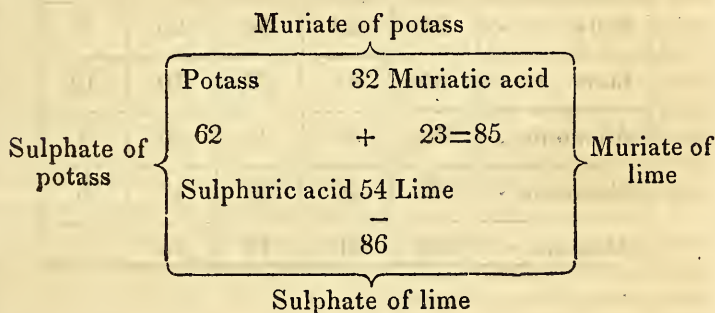 Muriate of potass
Potass 32 Muriatic acid
62 + 23=85
Sulphate of potass
Muriate of lime
Sulphuric acid 54 Lime
86
Sulphate of lime